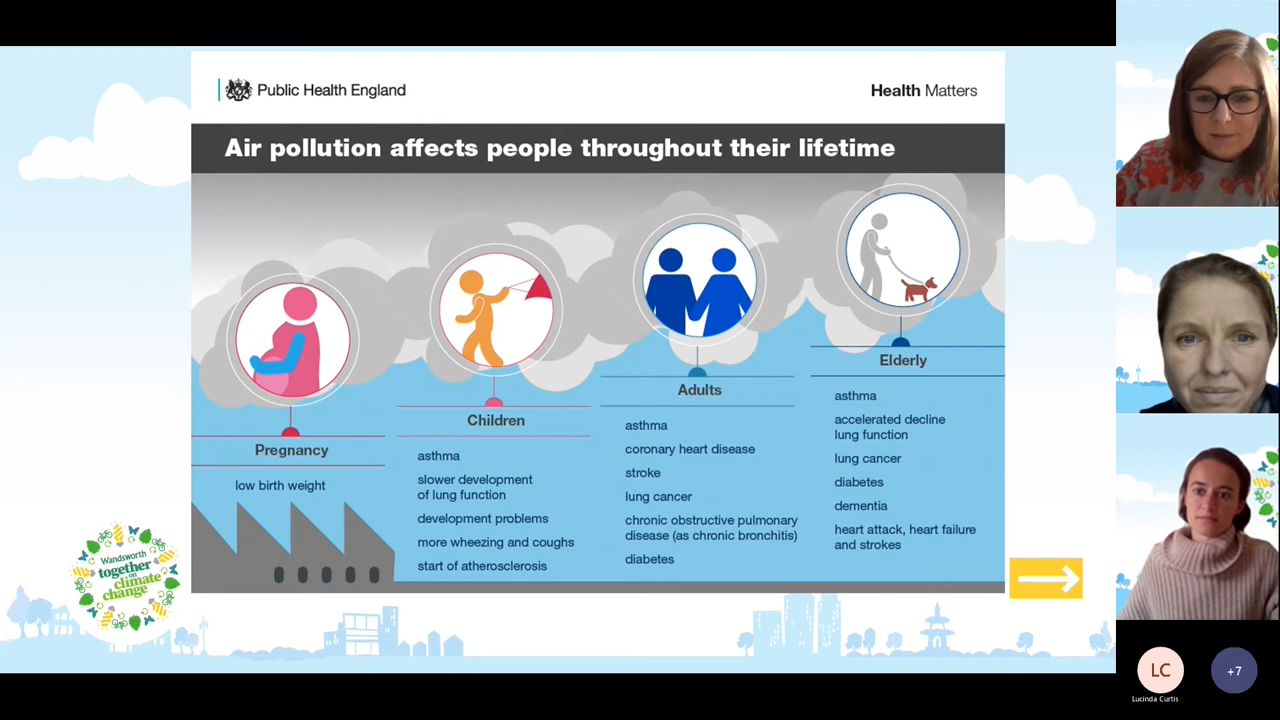 Public Health England
Health Matters
Air pollution affects people throughout their lifetime
Pregnancy
low birth weight
Children
asthma
slower development
of lung function
development problems
more wheezing and coughs
start of atherosclerosis
Adults
asthma
coronary heart disease
stroke
lung cancer
chronic obstructive pulmonary
disease (as chronic bronchitis)
diabetes
Elderly
asthma
accelerated decline
lung function
lung cancer
diabetes
dementia
heart attack, heart failure
and strokes
Wandsworth
together
on
climate
change
LC
Lucinda Curtis
+7